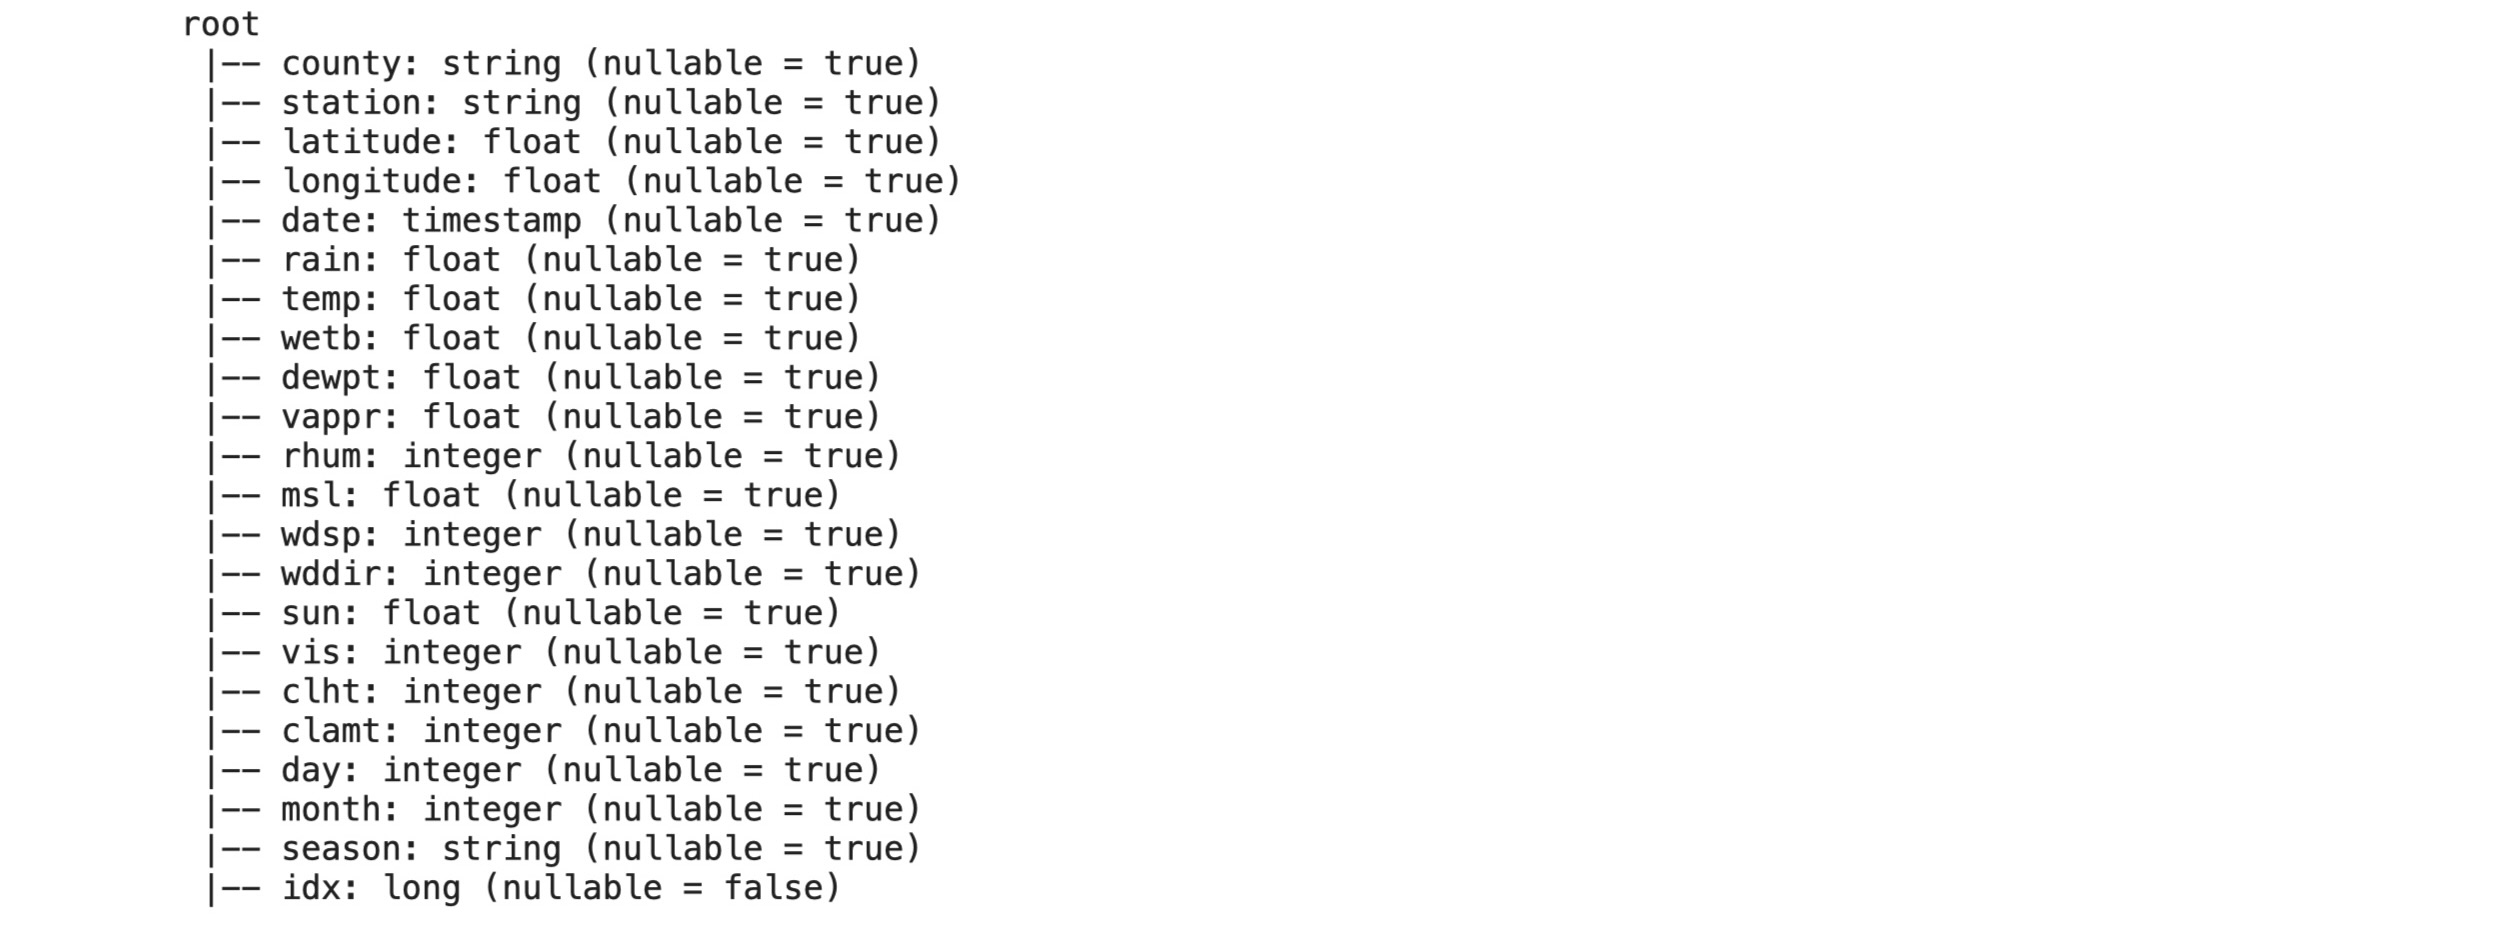 root
 |-- county: string (nullable = true)
 |-- station: string (nullable = true)
 |-- latitude: float (nullable = true)
 |-- longitude: float (nullable = true)
 |-- date: timestamp (nullable = true)
 |-- rain: float (nullable = true)
 |-- temp: float (nullable = true)
 |-- wetb: float (nullable = true)
 |-- dewpt: float (nullable = true)
 |-- vappr: float (nullable = true)
 |-- rhum: integer (nullable = true)
 |-- msl: float (nullable = true)
 |-- wdsp: integer (nullable = true)
 |-- wddir: integer (nullable = true)
 |-- sun: float (nullable = true)
 |-- vis: integer (nullable = true)
 |-- clht: integer (nullable = true)
 |-- clamt: integer (nullable = true)
 |-- day: integer (nullable = true)
 |-- month: integer (nullable = true)
 |-- season: string (nullable = true)
 |-- idx: long (nullable = false)